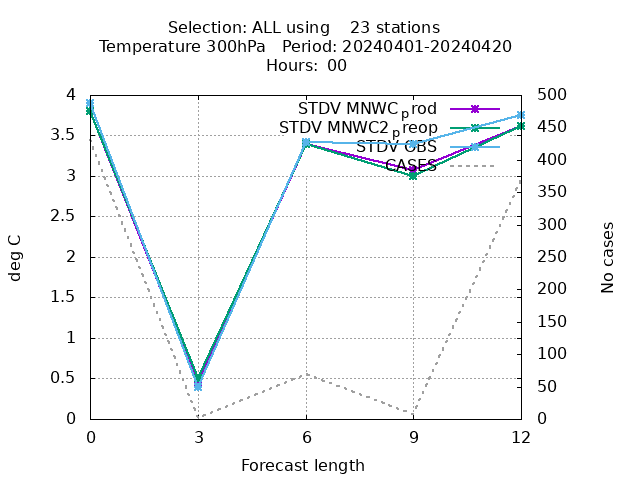 Selection: ALL using    23 stations
Temperature 300hPa   Period: 20240401-20240420
Hours: 00
STDV MNWCprod
STDV MNWC2preop
STDV OBS
CASES
deg C
4
3.5
3
2.5
2
1.5
1
0.5
0
No cases
500
450
400
350
300
250
200
150
100
50
0
0 3 6 9 12
Forecast length